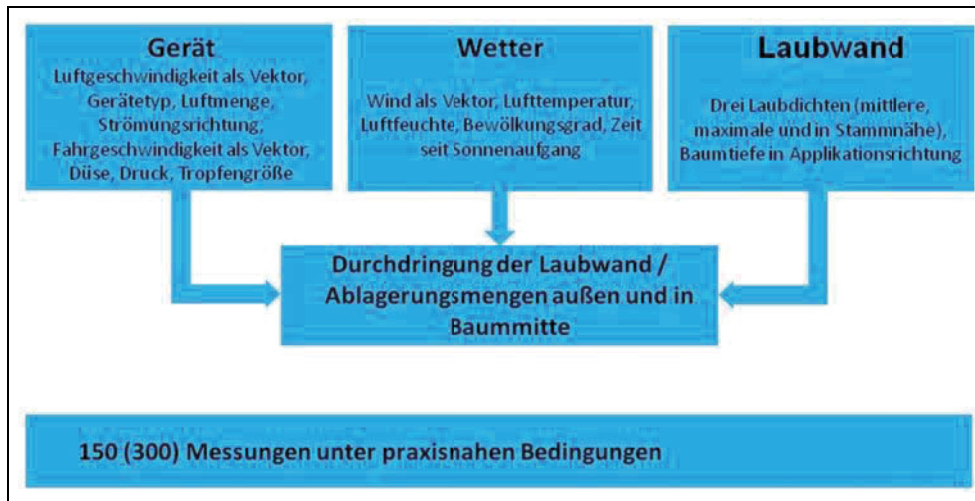 Gerät
Luftgeschwindigkeit als Vektor,
Gerätetyp, Luftmenge,
Strömungsrichtung,
Fahrgeschwindigkeit als Vektor,
Düse, Druck, Tropfengröße
Wetter
Wind als Vektor, Lufttemperatur,
Luftfeuchte, Bewölkungsgrad, Zeit
seit Sonnenaufgang
Laubwand
Drei Laubdichten (mittlere,
maximale und in Stammnähe),
Baumtiefe in Applikationsrichtung
Durchdringung der Laubwand /
Ablagerungsmengen außen und in
Baummitte
150 (300) Messungen unter praxisnahen Bedingungen